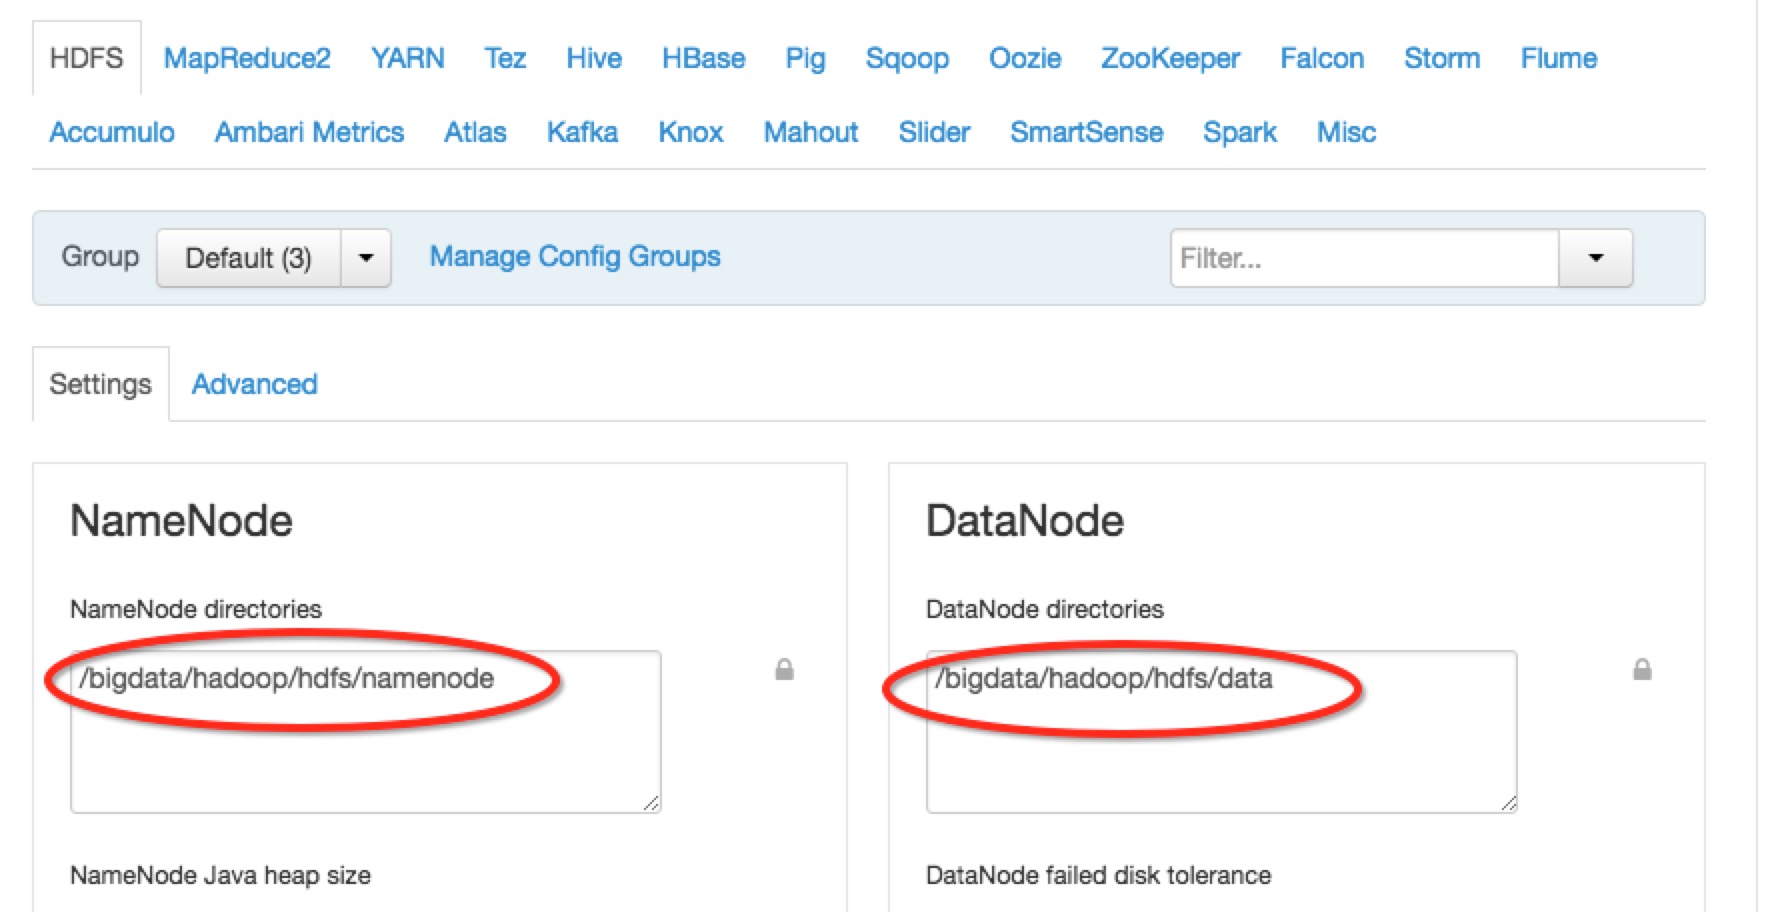 HDFS MapReduce2 YARN Tez Hive HBase Pig Sqoop Oozie ZooKeeper Falcon Storm Flume
Accumulo Ambari Metrics Atlas Kafka Knox Mahout Slider SmartSense Spark Misc
Group Default (3) Manage Config Groups Filter...
Settings Advanced
NameNode
NameNode directories
/bigdata/hadoop/hdfs/namenode
NameNode Java heap size
DataNode
DataNode directories
/bigdata/hadoop/hdfs/data
DataNode failed disk tolerance